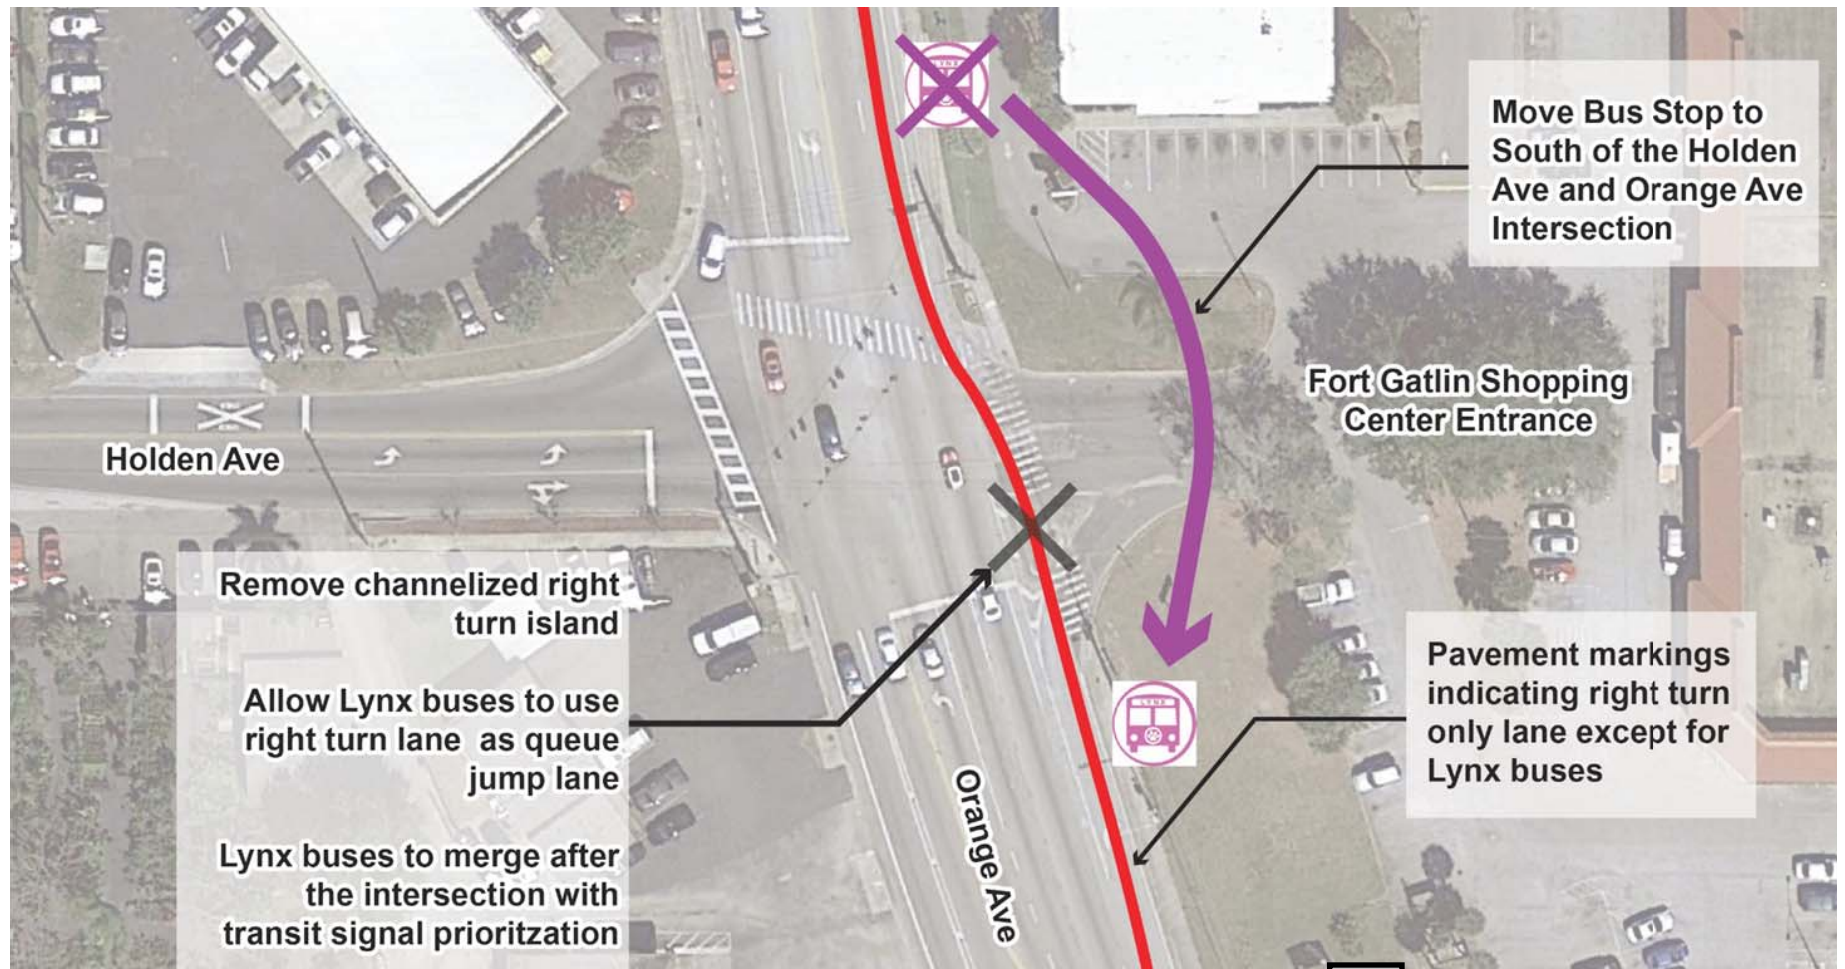 LYNX
Move Bus Stop to
South of the Holden
Ave and Orange Ave
Intersection
Fort Gatlin Shopping
Center Entrance
Holden Ave
Remove channelized right
turn island
Allow Lynx buses to use
right turn lane as queue
jump lane
Lynx buses to merge after
the intersection with
transit signal prioritzation
Pavement markings
indicating right turn
only lane except for
Lynx buses
LYNX
Orange Ave